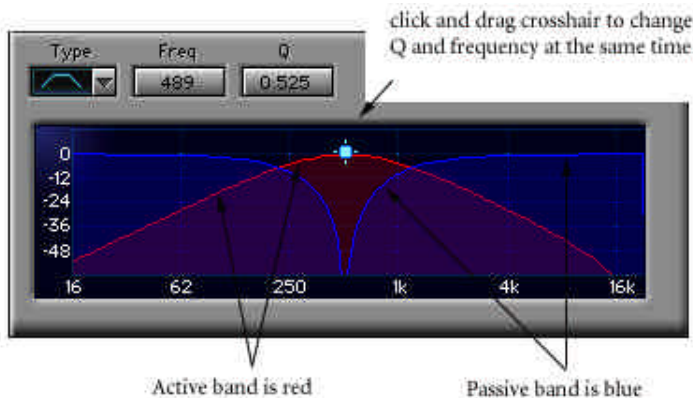 click and drag crosshair to change
Q and frequency at the same time
Type Freq Q
489 0.525
0
-12
-24
-36
-48
16 62 250 1k 4k 16k
Active band is red Passive band is blue